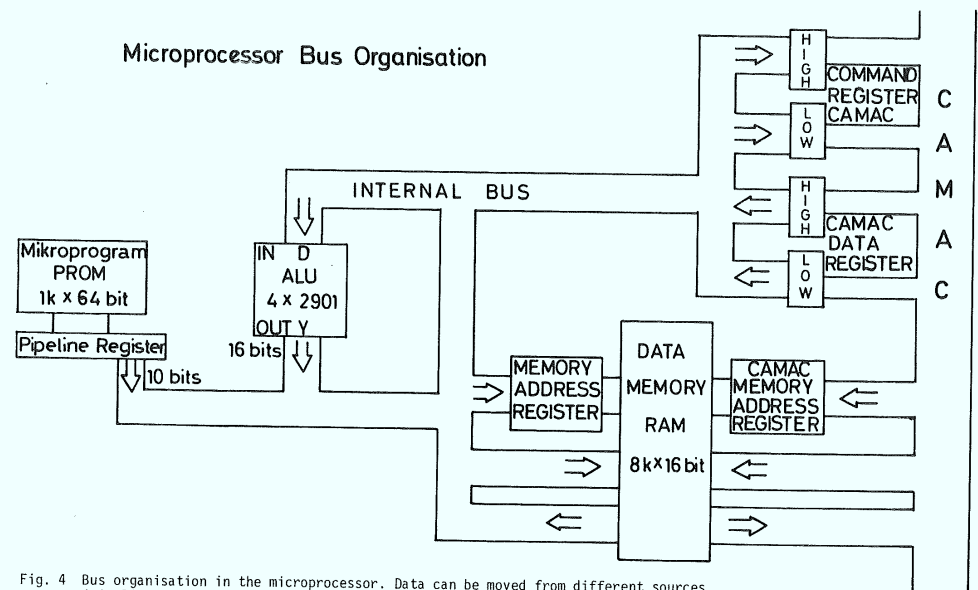 Microprocessor Bus Organisation
HIGH
COMMAND
REGISTER
CAMAC
LOW
HIGH
CAMAC
DATA
REGISTER
LOW
CAMAC
INTERNAL BUS
Mikroprogram
PROM
1k x 64 bit
Pipeline Register
10 bits
IN D
ALU
4 x 2901
OUT Y
16 bits
MEMORY
ADDRESS
REGISTER
DATA
MEMORY
RAM
8k x 16 bit
CAMAC
MEMORY
ADDRESS
REGISTER
Fig. 4 Bus organisation in the microprocessor. Data can be moved from different sources